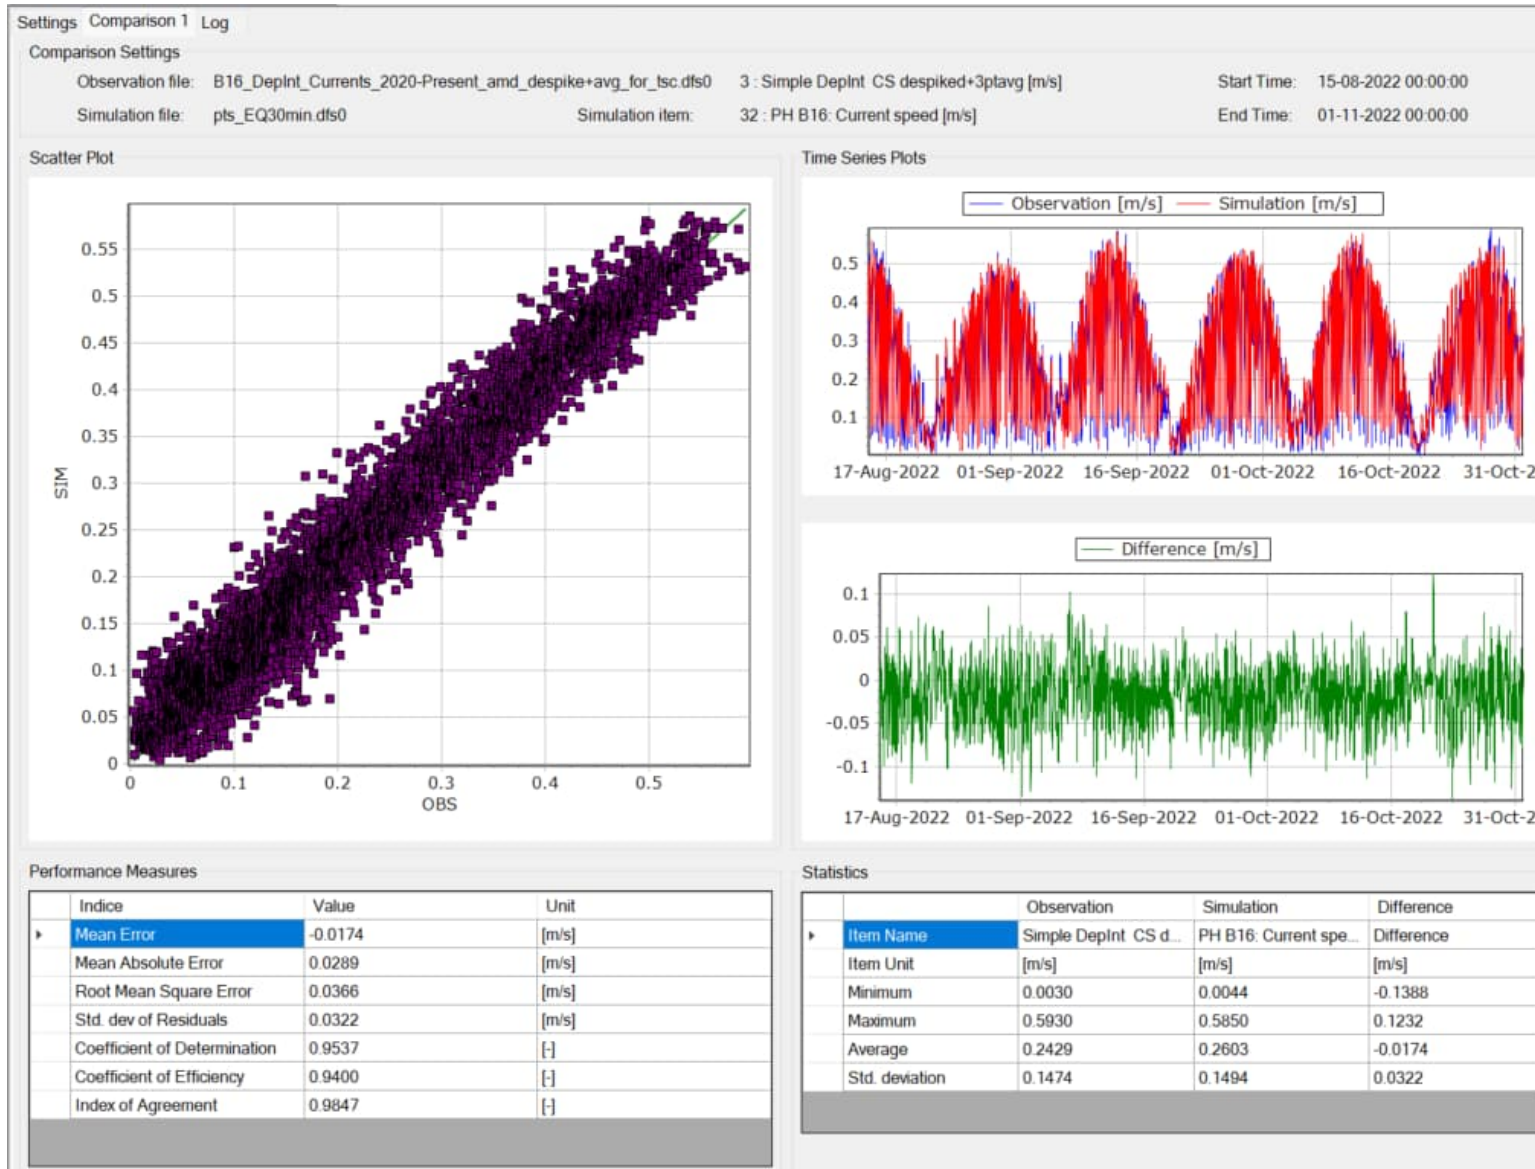 Settings Comparison 1 Log
Comparison Settings
Observation file: B16_DepInt_Currents_2020-Present_amd_despike+avg_for_tsc.dfs0 3 : Simple DepInt CS despiked+3ptavg [m/s] Start Time: 15-08-2022 00:00:00
Simulation file: pts_EQ30min.dfs0 Simulation item: 32 : PH B16: Current speed [m/s] End Time: 01-11-2022 00:00:00
Scatter Plot
0.55
0.5
0.45
0.4
0.35
0.3
0.25
0.2
0.15
0.1
0.05
0
SIM
0 0.1 0.2 0.3 0.4 0.5
OBS
Time Series Plots
Observation [m/s] Simulation [m/s]
0.5
0.4
0.3
0.2
0.1
17-Aug-2022 01-Sep-2022 16-Sep-2022 01-Oct-2022 16-Oct-2022 31-Oct-2
Difference [m/s]
0.1
0.05
0
-0.05
-0.1
17-Aug-2022 01-Sep-2022 16-Sep-2022 01-Oct-2022 16-Oct-2022 31-Oct-2
Performance Measures
Indice Value Unit
Mean Error -0.0174 [m/s]
Mean Absolute Error 0.0289 [m/s]
Root Mean Square Error 0.0366 [m/s]
Std. dev of Residuals 0.0322 [m/s]
Coefficient of Determination 0.9537 [-]
Coefficient of Efficiency 0.9400 [-]
Index of Agreement 0.9847 [-]
Statistics
Observation Simulation Difference
Item Name Simple DepInt CS d... PH B16: Current spe... Difference
Item Unit [m/s] [m/s] [m/s]
Minimum 0.0030 0.0044 -0.1388
Maximum 0.5930 0.5850 0.1232
Average 0.2429 0.2603 -0.0174
Std. deviation 0.1474 0.1494 0.0322